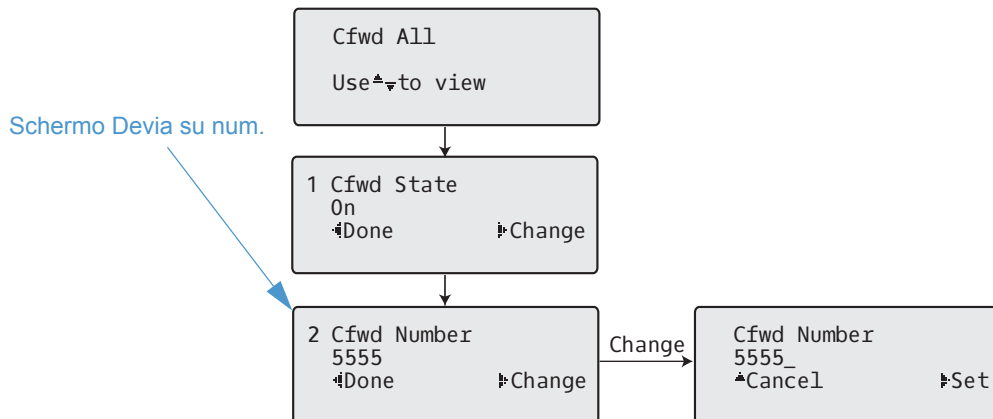 Cfwd All
Use to view
Schermo Devia su num.
1 Cfwd State
On
Done Change
2 Cfwd Number
5555
Done Change
Change
Cfwd Number
5555_
Cancel Set